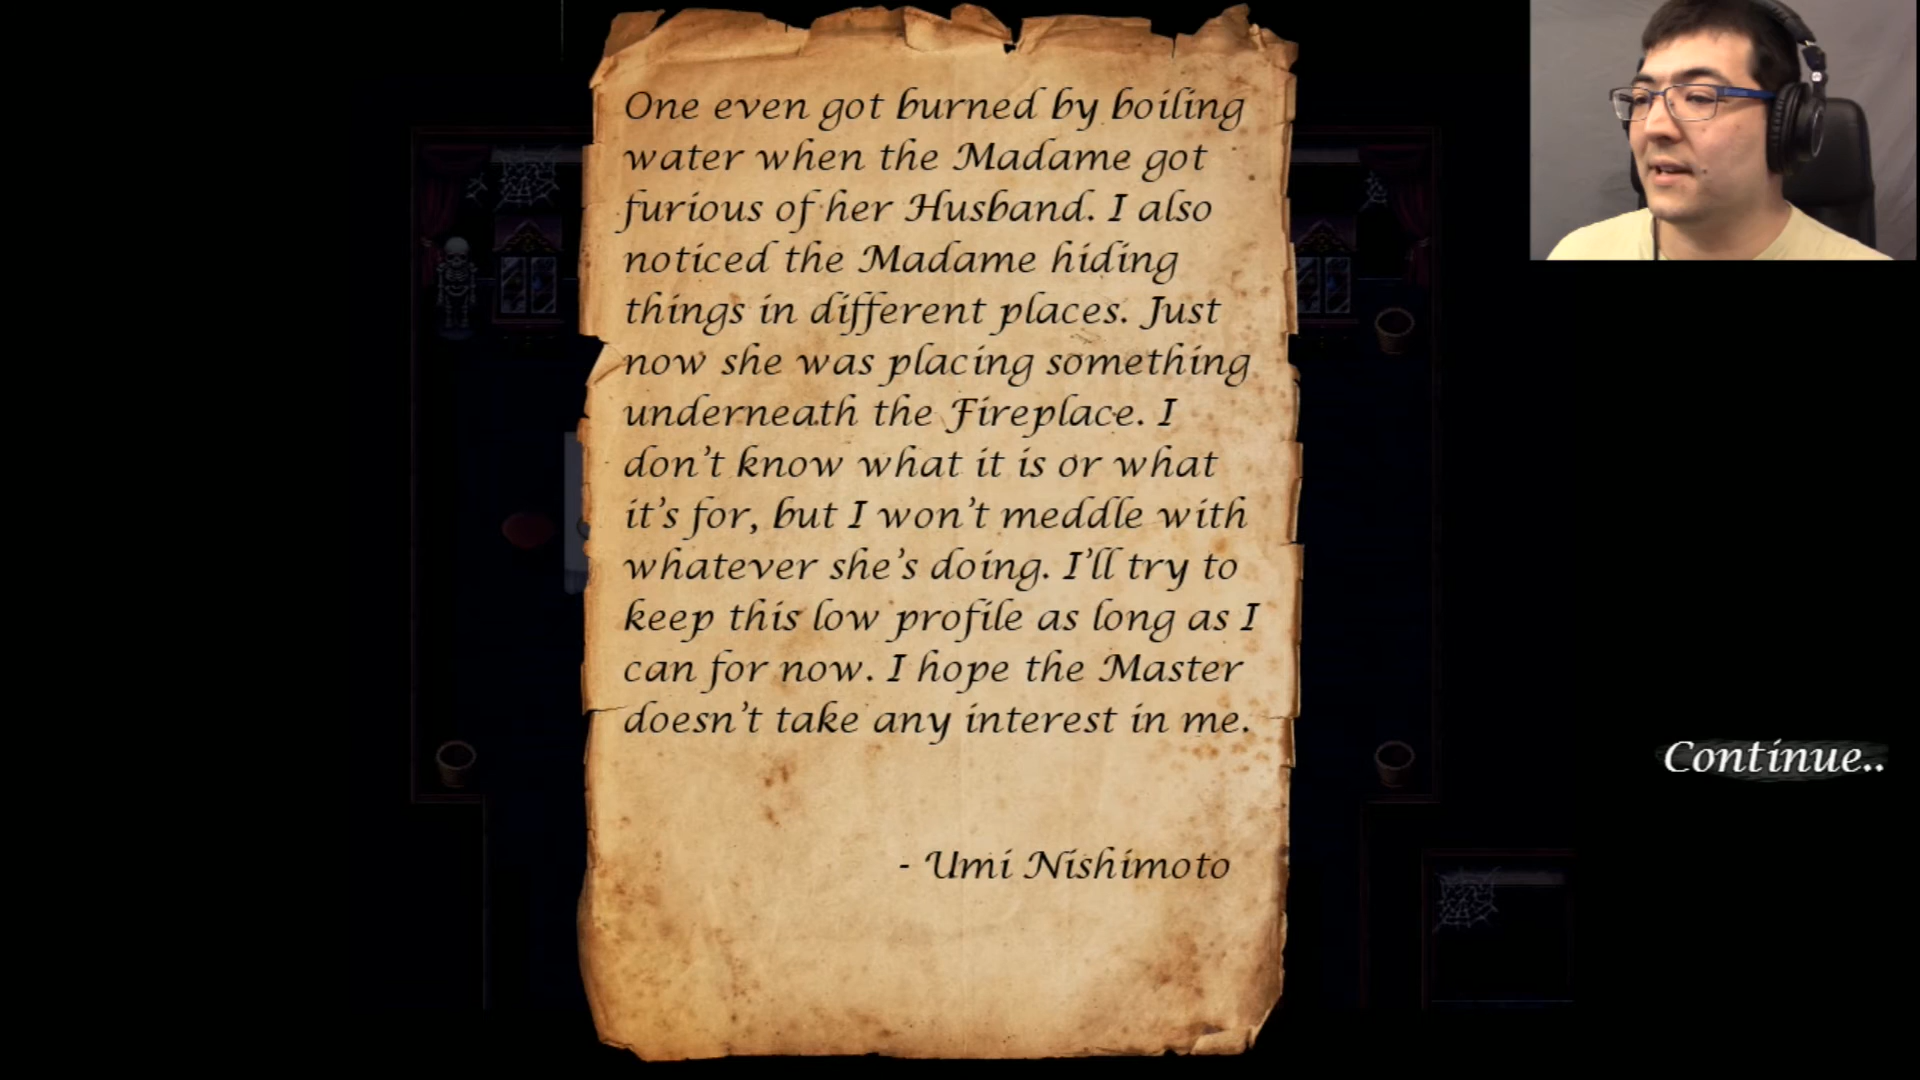 One even got burned by boiling
water when the Madame got
furious of her Husband. I also
noticed the Madame hiding
things in different places. Just
now she was placing something
underneath the Fireplace. I
don't know what it is or what
it's for, but I won't meddle with
whatever she's doing. I'll try to
keep this low profile as long as I
can for now. I hope the Master
doesn't take any interest in me.
- Umi Nishimoto
Continue..